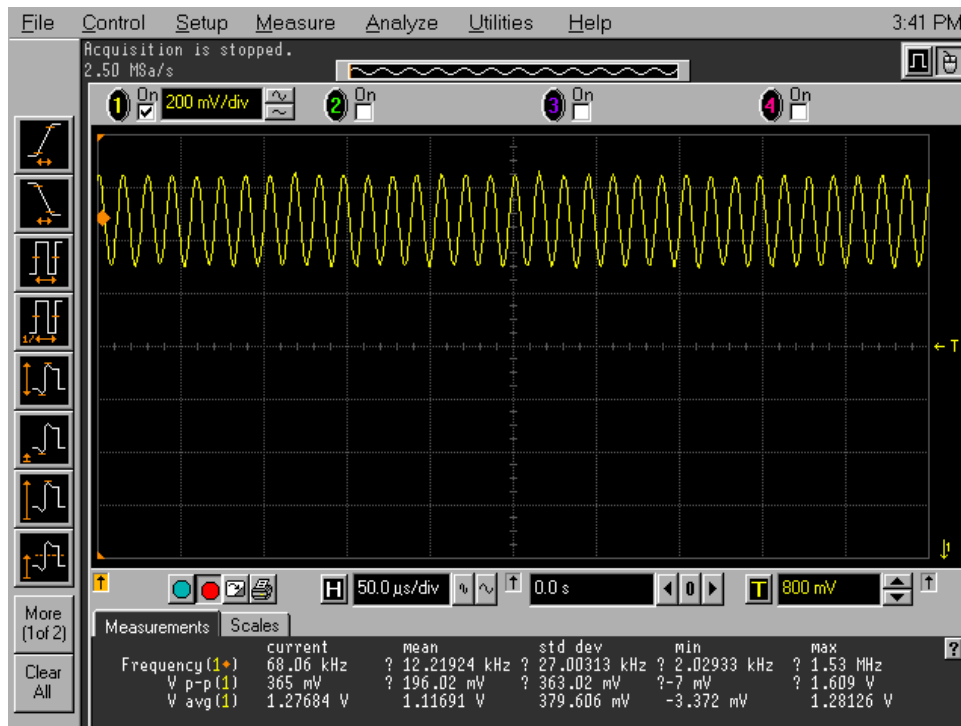 File Control Setup Measure Analyze Utilities Help 3:41 PM
Acquisition is stopped.
2.50 MSa/s
1 On 200 mV/div 2 On 3 On 4 On
T
1
H 50.0 µs/div 0.0 s 0 T 800 mV
More
(1 of 2)
Clear
All
Measurements Scales
current mean std dev min max
Frequency(1) 68.06 kHz ? 12.21924 kHz ? 27.00313 kHz ? 2.02933 kHz ? 1.53 MHz
V p-p(1) 365 mV ? 196.02 mV ? 363.02 mV ?-7 mV ? 1.609 V
V avg(1) 1.27684 V 1.11691 V 379.606 mV -3.372 mV 1.28126 V
?